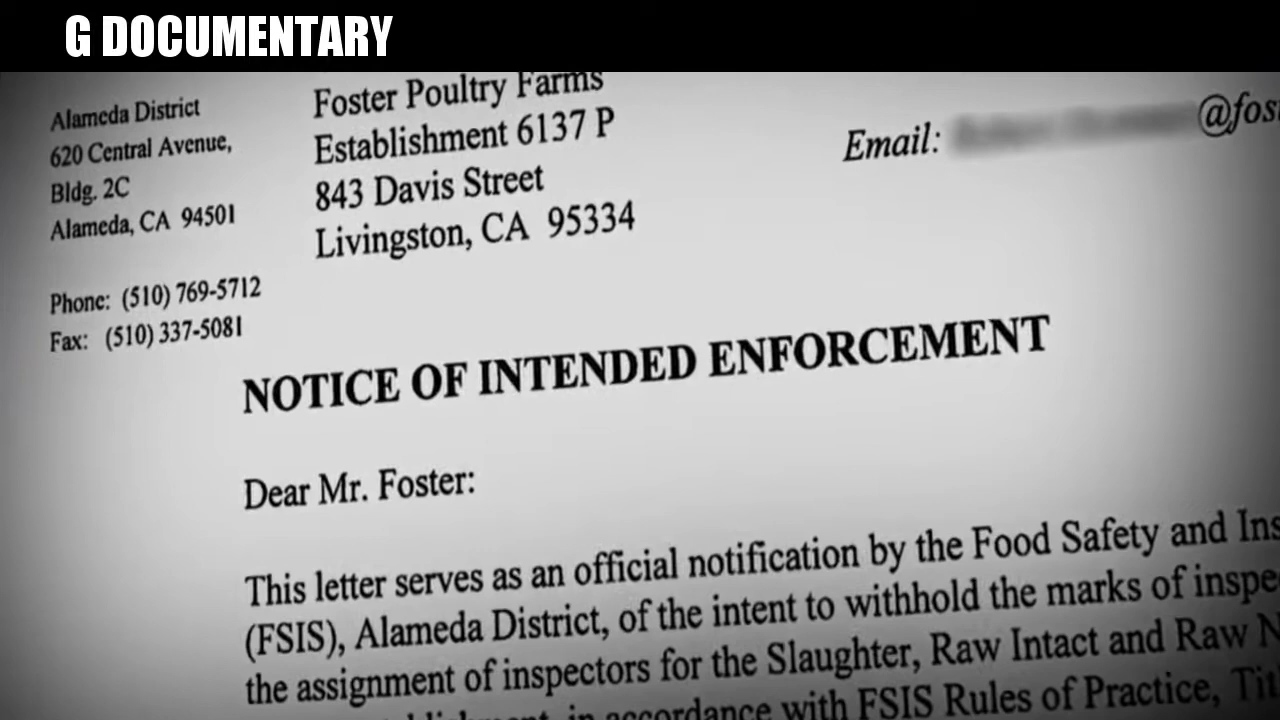 G DOCUMENTARY
Alameda District
620 Central Avenue,
Bldg. 2C
Alameda, CA 94501
Phone: (510) 769-5712
Fax: (510) 337-5081
Foster Poultry Farms
Establishment 6137 P
843 Davis Street
Livingston, CA 95334
Email: @fos
NOTICE OF INTENDED ENFORCEMENT
Dear Mr. Foster:
This letter serves as an official notification by the Food Safety and Ins
(FSIS), Alameda District, of the intent to withhold the marks of inspe
the assignment of inspectors for the Slaughter, Raw Intact and Raw N
in accordance with FSIS Rules of Practice, Tit